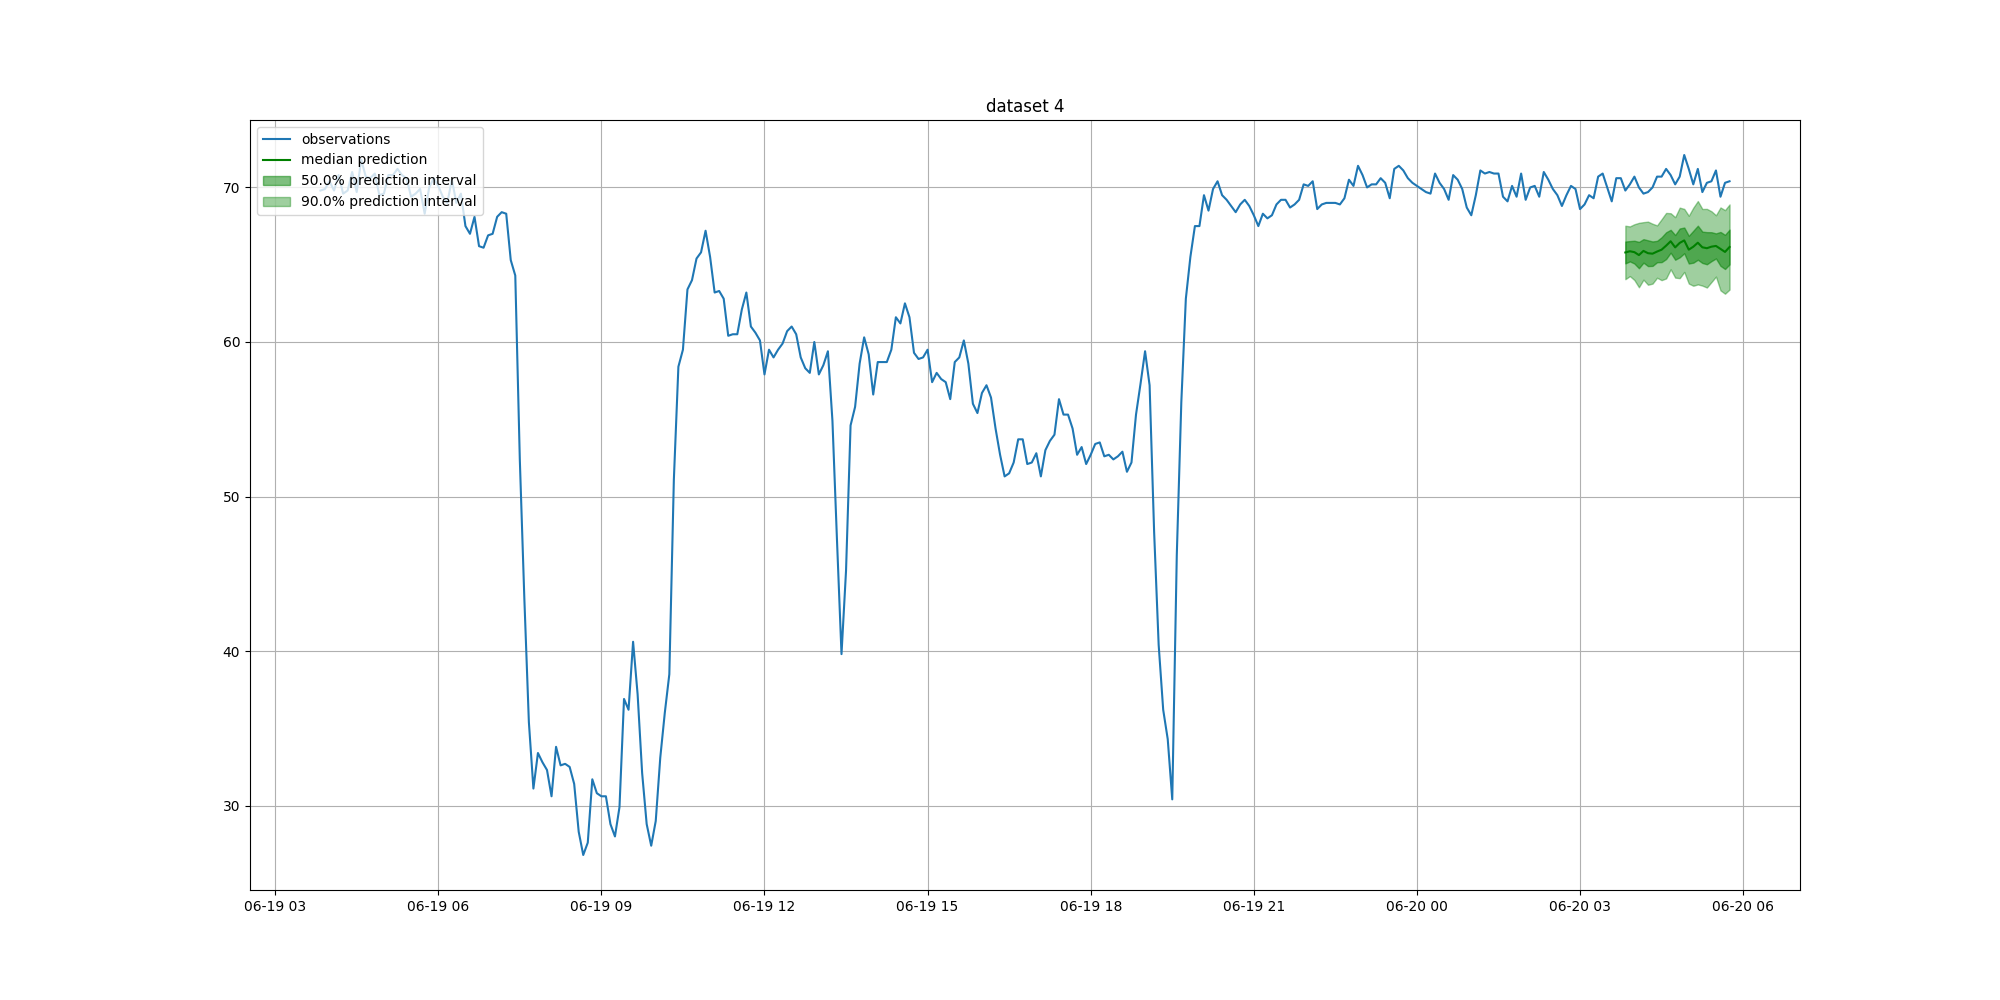 dataset 4
observations
median prediction
50.0% prediction interval
90.0% prediction interval
70
60
50
40
30
06-19 03 06-19 06 06-19 09 06-19 12 06-19 15 06-19 18 06-19 21 06-20 00 06-20 03 06-20 06